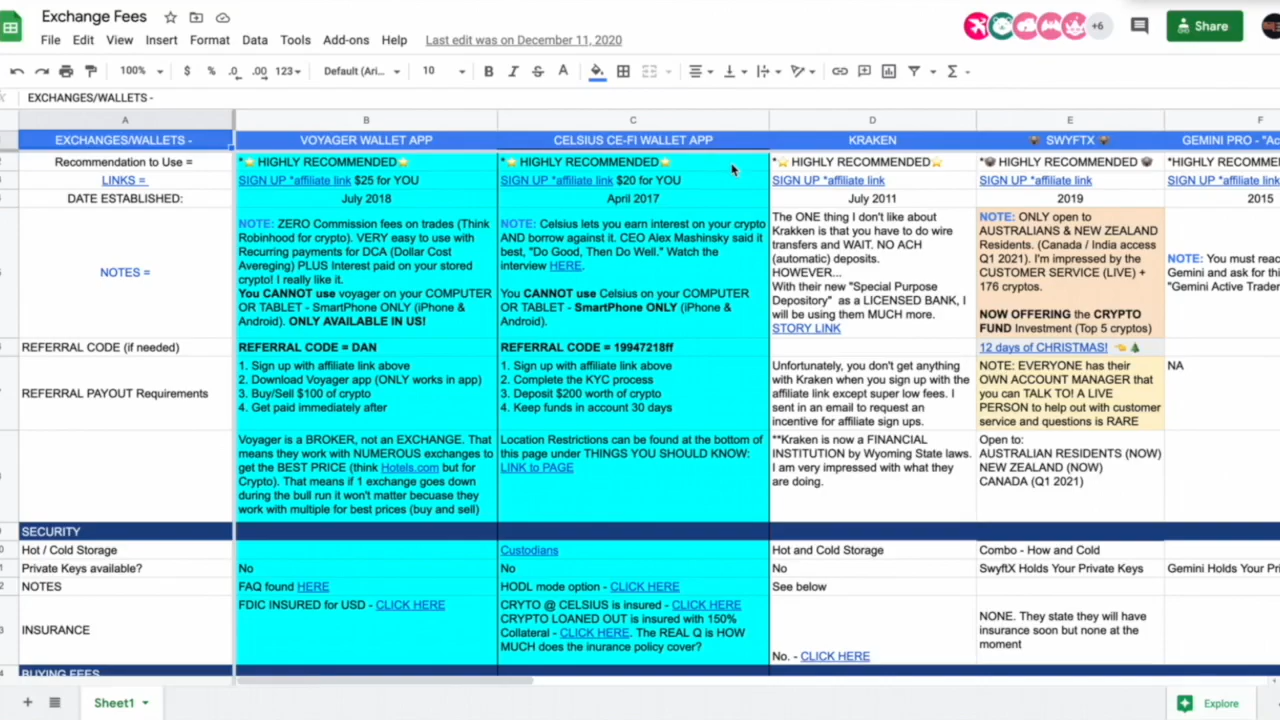 Exchange Fees
File Edit View Insert Format Data Tools Add-ons Help Last edit was on December 11, 2020
+6
Share
100% $ % .0 .00 123 Default (Ari... 10 B I S A
EXCHANGES/WALLETS -
A B C D E F
EXCHANGES/WALLETS - VOYAGER WALLET APP CELSIUS CE-FI WALLET APP KRAKEN SWYFTX GEMINI PRO - "Ac
Recommendation to Use = *⭐HIGHLY RECOMMENDED⭐ *⭐HIGHLY RECOMMENDED⭐ *⭐HIGHLY RECOMMENDED⭐ * HIGHLY RECOMMENDED *HIGHLY RECOMME
LINKS = SIGN UP *affiliate link $25 for YOU SIGN UP *affiliate link $20 for YOU SIGN UP *affiliate link SIGN UP *affiliate link SIGN UP *affiliate link
DATE ESTABLISHED: July 2018 April 2017 July 2011 2019 2015
NOTES =
NOTE: ZERO Commission fees on trades (Think
Robinhood for crypto). VERY easy to use with
Recurring payments for DCA (Dollar Cost
Avereging) PLUS Interest paid on your stored
crypto! I really like it.
You CANNOT use voyager on your COMPUTER
OR TABLET - SmartPhone ONLY (iPhone &
Android). ONLY AVAILABLE IN US!
NOTE: Celsius lets you earn interest on your crypto
AND borrow against it. CEO Alex Mashinsky said it
best, "Do Good, Then Do Well." Watch the
interview HERE.
You CANNOT use Celsius on your COMPUTER
OR TABLET - SmartPhone ONLY (iPhone &
Android).
The ONE thing I don't like about
Krakken is that you have to do wire
transfers and WAIT. NO ACH
(automatic) deposits.
HOWEVER...
With their new "Special Purpose
Depository" as a LICENSED BANK, I
will be using them MUCH more.
STORY LINK
NOTE: ONLY open to
AUSTRALIANS & NEW ZEALAND
Residents. (Canada / India access
Q1 2021). I'm impressed by the
CUSTOMER SERVICE (LIVE) +
176 cryptos.
NOW OFFERING the CRYPTO
FUND Investment (Top 5 cryptos)
NOTE: You must reac
Gemini and ask for thi
"Gemini Active Trader
REFERRAL CODE (if needed) REFERRAL CODE = DAN REFERRAL CODE = 19947218ff 12 days of CHRISTMAS!
REFERRAL PAYOUT Requirements
1. Sign up with affiliate link above
2. Download Voyager app (ONLY works in app)
3. Buy/Sell $100 of crypto
4. Get paid immediately after
1. Sign up with affiliate link above
2. Complete the KYC process
3. Deposit $200 worth of crypto
4. Keep funds in account 30 days
Unfortunately, you don't get anything
with Kraken when you sign up with the
affiliate link except super low fees. I
sent in an email to request an
incentive for affiliate sign ups.
NOTE: EVERYONE has their
OWN ACCOUNT MANAGER that
you can TALK TO! A LIVE
PERSON to help out with customer
service and questions is RARE
NA
Voyager is a BROKER, not an EXCHANGE. That
means they work with NUMEROUS exchanges to
get the BEST PRICE (think Hotels.com but for
Crypto). That means if 1 exchange goes down
during the bull run it won't matter becuase they
work with multiple for best prices (buy and sell)
Location Restrictions can be found at the bottom of
this page under THINGS YOU SHOULD KNOW:
LINK to PAGE
**Kraken is now a FINANCIAL
INSTITUTION by Wyoming State laws.
I am very impressed with what they
are doing.
Open to:
AUSTRALIAN RESIDENTS (NOW)
NEW ZEALAND (NOW)
CANADA (Q1 2021)
SECURITY
Hot / Cold Storage Custodians Hot and Cold Storage Combo - How and Cold
Private Keys available? No No No SwyftX Holds Your Private Keys Gemini Holds Your Pri
NOTES FAQ found HERE HODL mode option - CLICK HERE See below
INSURANCE
FDIC INSURED for USD - CLICK HERE
CRYTO @ CELSIUS is insured - CLICK HERE
CRYPTO LOANED OUT is insured with 150%
Collateral - CLICK HERE. The REAL Q is HOW
MUCH does the inurance policy cover?
No. - CLICK HERE
NONE. They state they will have
insurance soon but none at the
moment
BUYING FEES
Sheet1
Explore